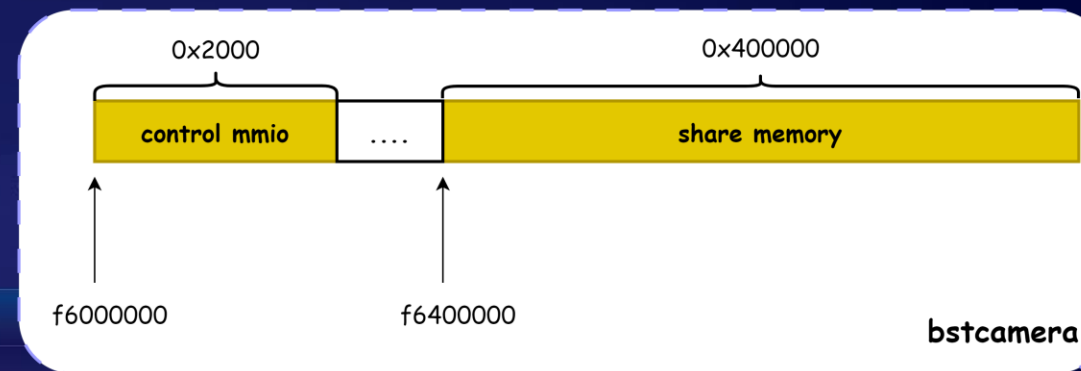 0x2000
0x400000
control mmio
....
share memory
f6000000
f6400000
bstcamera